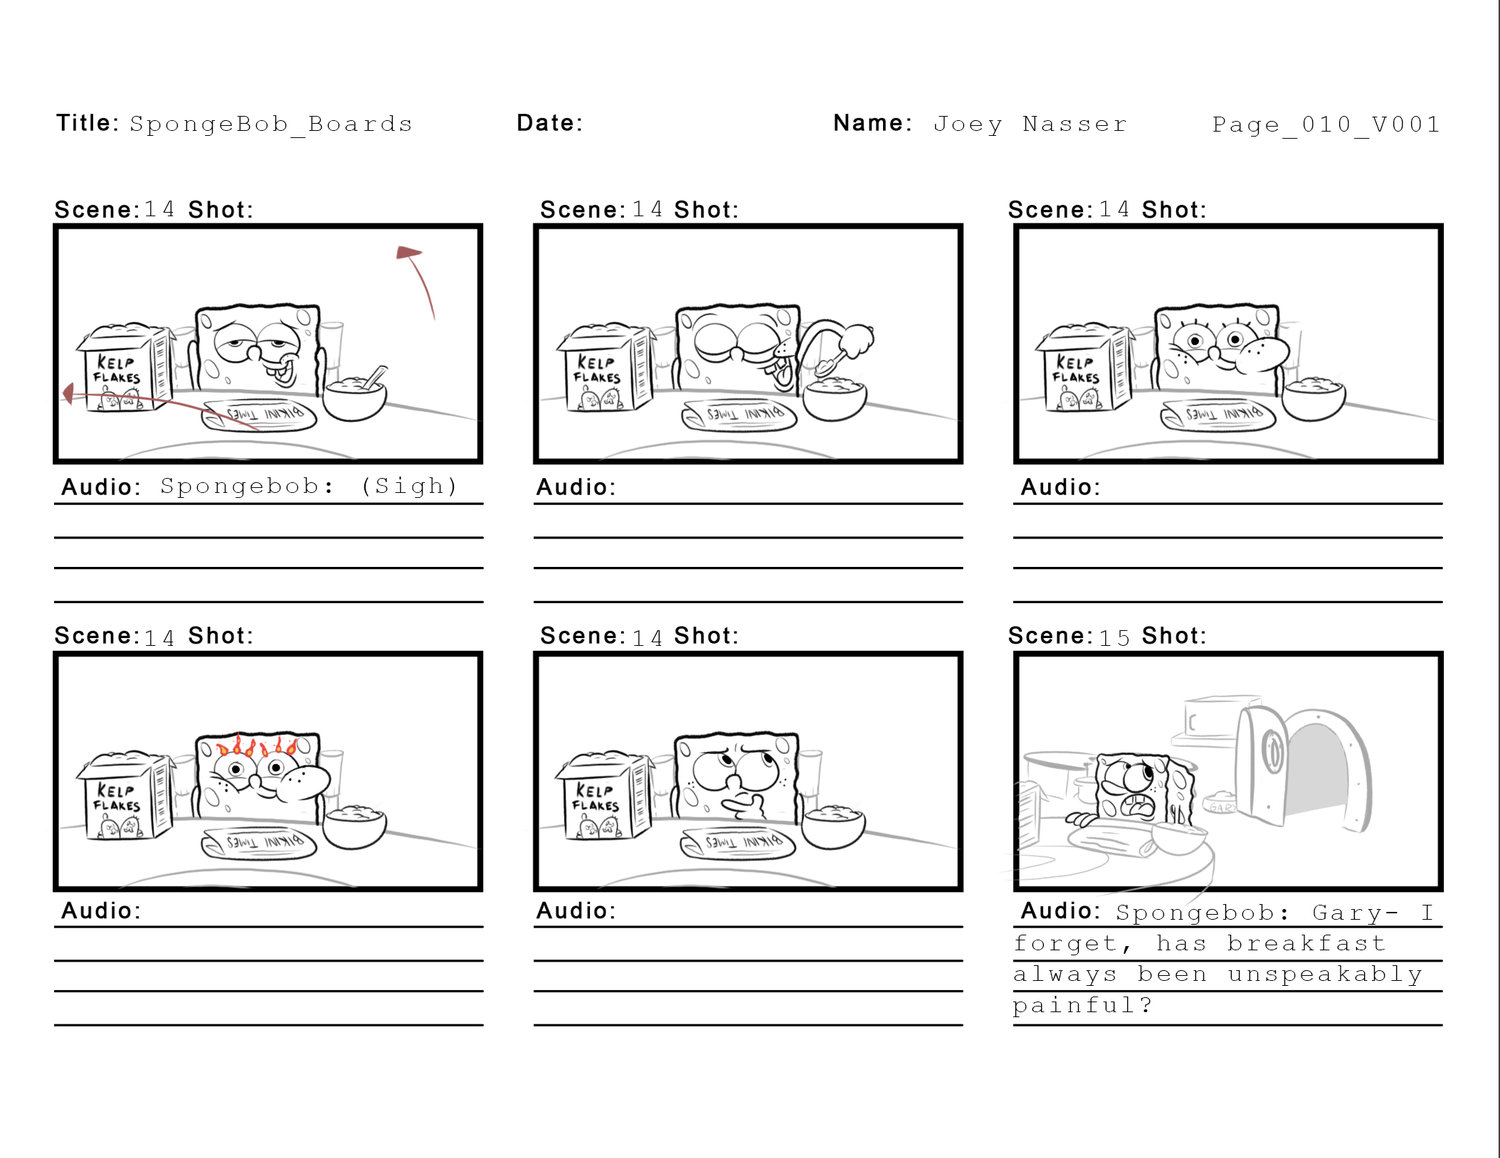 Title: SpongeBob_Boards Date: Name: Joey Nasser Page_010_V001
Scene: 14 Shot:
Scene: 14 Shot:
Scene: 14 Shot:
KELP
FLAKES
BIKINI TIMES
KELP
FLAKES
BIKINI TIMES
KELP
FLAKES
BIKINI TIMES
Audio: Spongebob: (Sigh)
Audio:
Audio:
Scene: 14 Shot:
Scene: 14 Shot:
Scene: 15 Shot:
KELP
FLAKES
BIKINI TIMES
KELP
FLAKES
BIKINI TIMES
GARY
Audio:
Audio:
Audio: Spongebob: Gary- I
forget, has breakfast
always been unspeakably
painful?